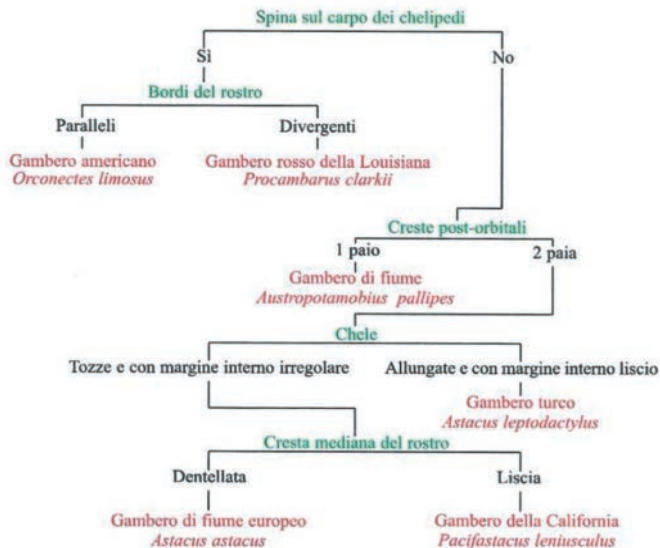 Spina sul carpo dei chelipedi
Sì
No
Bordi del rostro
Paralleli
Divergenti
Gambero americano
Orconectes limosus
Gambero rosso della Louisiana
Procambarus clarkii
Creste post-orbitali
1 paio
2 paia
Gambero di fiume
Austropotamobius pallipes
Chele
Tozze e con margine interno irregolare
Allungate e con margine interno liscio
Gambero turco
Astacus leptodactylus
Cresta mediana del rostro
Dentellata
Liscia
Gambero di fiume europeo
Astacus astacus
Gambero della California
Pacifastacus leniusculus